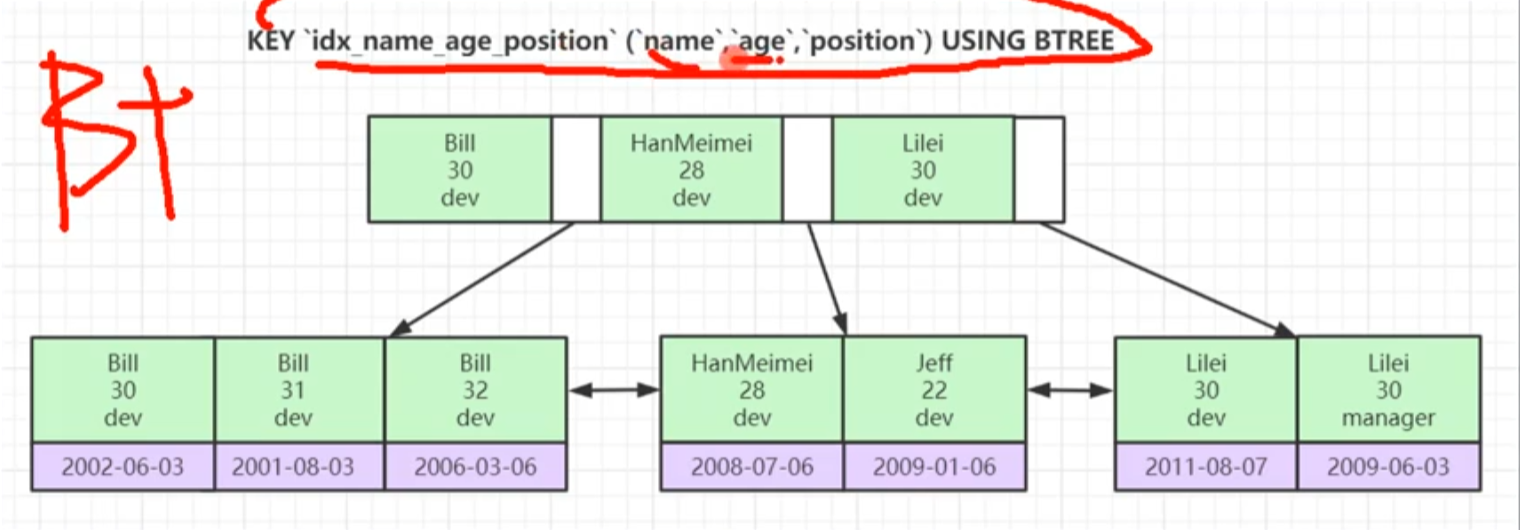 KEY `idx_name_age_position` (`name`,`age`,`position`) USING BTREE
Bt
Bill HanMeimei Lilei
30 28 30
dev dev dev
Bill Bill Bill HanMeimei Jeff Lilei Lilei
30 31 32 28 22 30 30
dev dev dev dev dev dev manager
2002-06-03 2001-08-03 2006-03-06 2008-07-06 2009-01-06 2011-08-07 2009-06-03